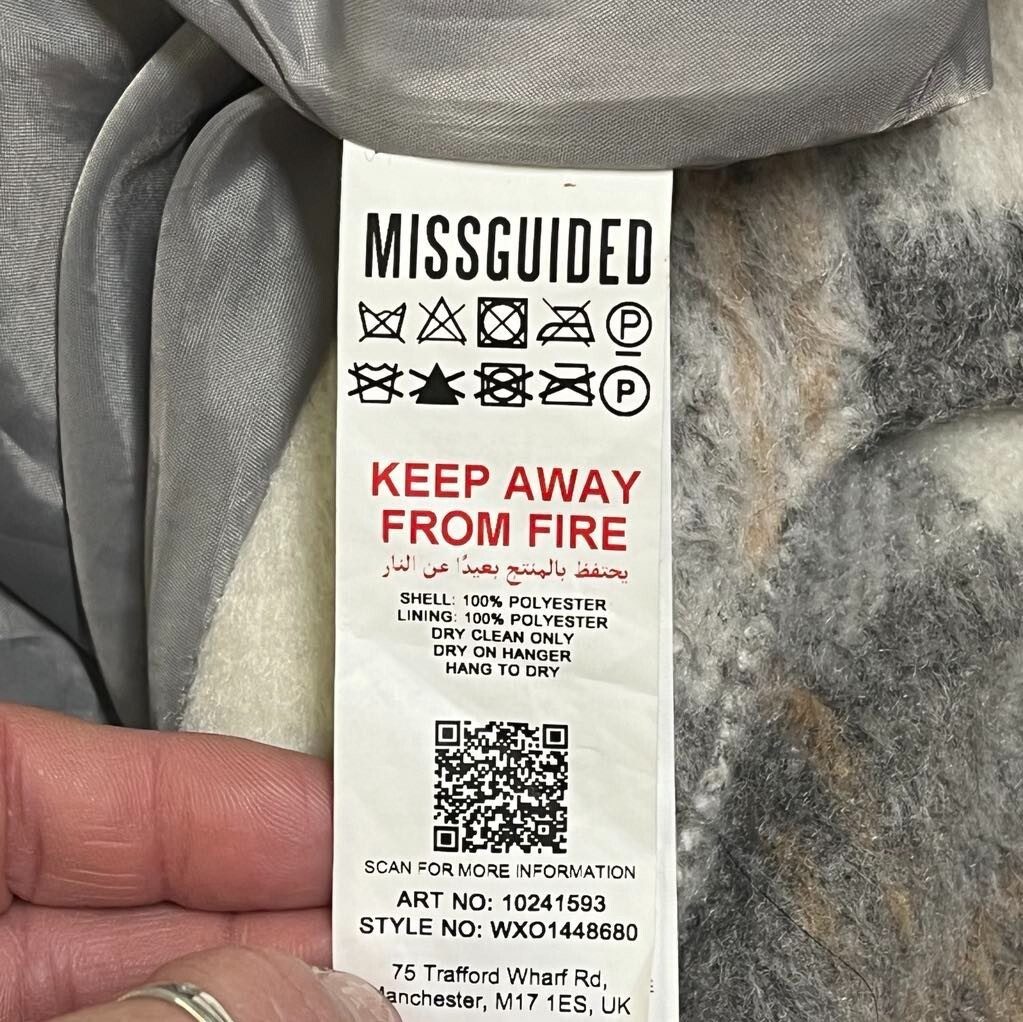 MISSGUIDED
P
P
KEEP AWAY
FROM FIRE
يحتفظ بالمنتج بعيدًا عن النار
SHELL: 100% POLYESTER
LINING: 100% POLYESTER
DRY CLEAN ONLY
DRY ON HANGER
HANG TO DRY
SCAN FOR MORE INFORMATION
ART NO: 10241593
STYLE NO: WXO1448680
75 Trafford Wharf Rd,
Manchester, M17 1ES, UK